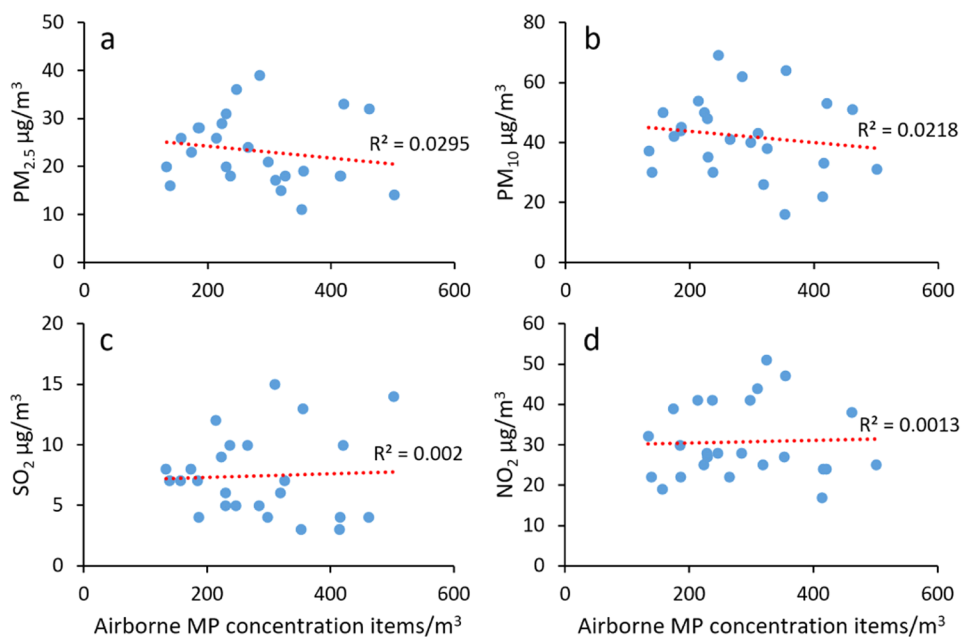 a
PM2.5 µg/m³
50
40
30
20
10
0
R² = 0.0295
0 200 400 600
b
PM10 µg/m³
80
60
40
20
0
R² = 0.0218
0 200 400 600
c
SO2 µg/m³
20
15
10
5
0
R² = 0.002
0 200 400 600
Airborne MP concentration items/m³
d
NO2 µg/m³
60
50
40
30
20
10
0
R² = 0.0013
0 200 400 600
Airborne MP concentration items/m³